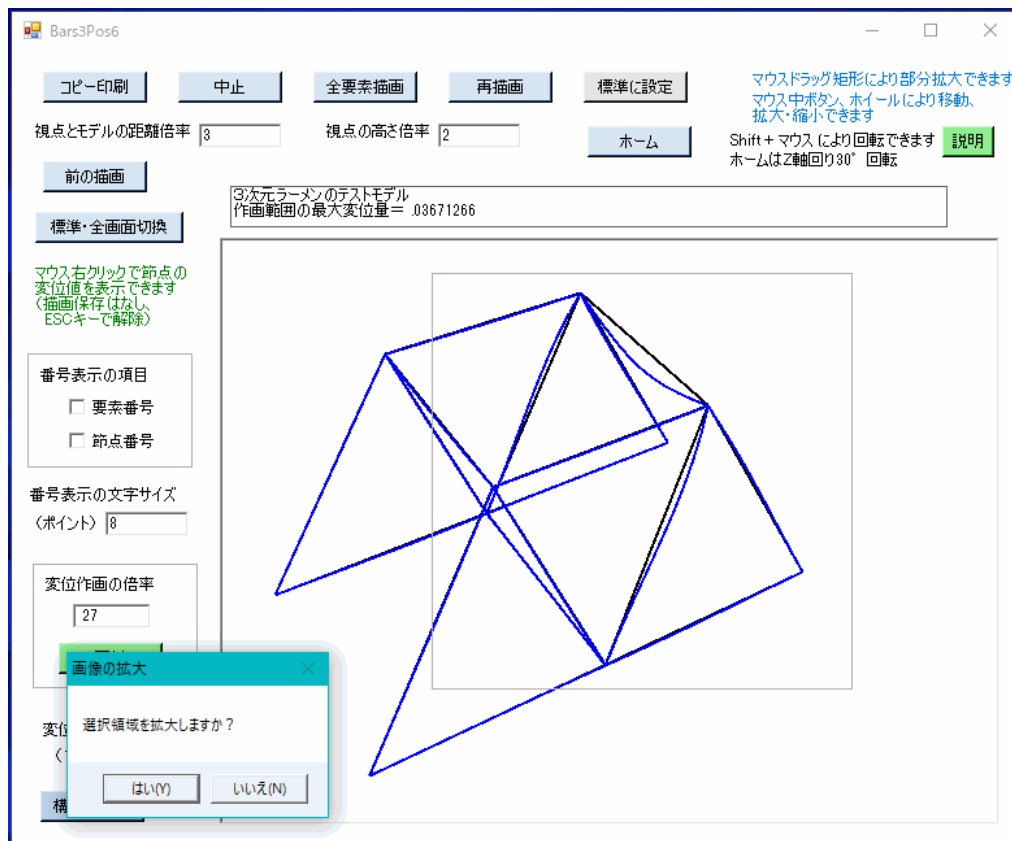 Bars3Pos6
コピー印刷
中止
全要素描画
再描画
標準に設定
マウスドラッグ矩形により部分拡大できます
マウス中ボタン、ホイールにより移動、
拡大・縮小できます
視点とモデルの距離倍率 3
視点の高さ倍率 2
ホーム
Shift+マウスにより回転できます
ホームはZ軸回り30°回転
説明
前の描画
3次元ラーメンのテストモデル
作画範囲の最大変位量= .03671266
標準・全画面切換
マウス右クリックで節点の
変位値を表示できます
(描画保存はなし、
ESCキーで解除)
番号表示の項目
要素番号
節点番号
番号表示の文字サイズ
(ポイント) 8
変位作画の倍率
27
画像の拡大
選択領域を拡大しますか?
はい(Y)
いいえ(N)
変位
構